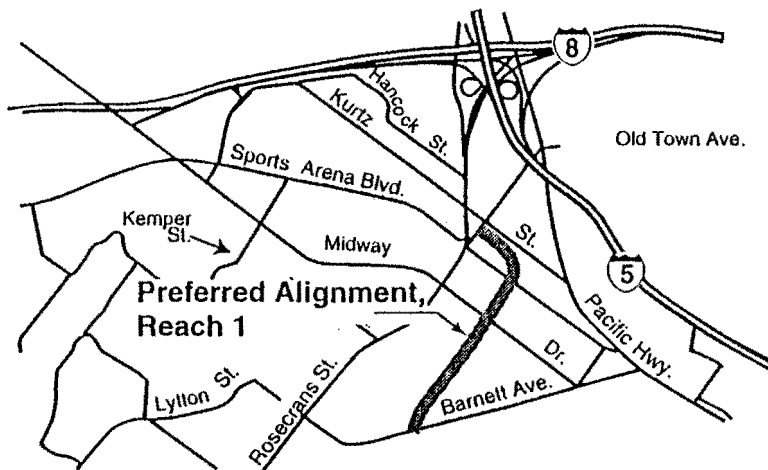 8
Hancock St.
Kurtz St.
Old Town Ave.
Sports Arena Blvd.
Kemper
St.
Midway Dr.
5
Preferred Alignment,
Reach 1
Pacific Hwy.
Lytton St.
Rosecrans St.
Barnett Ave.